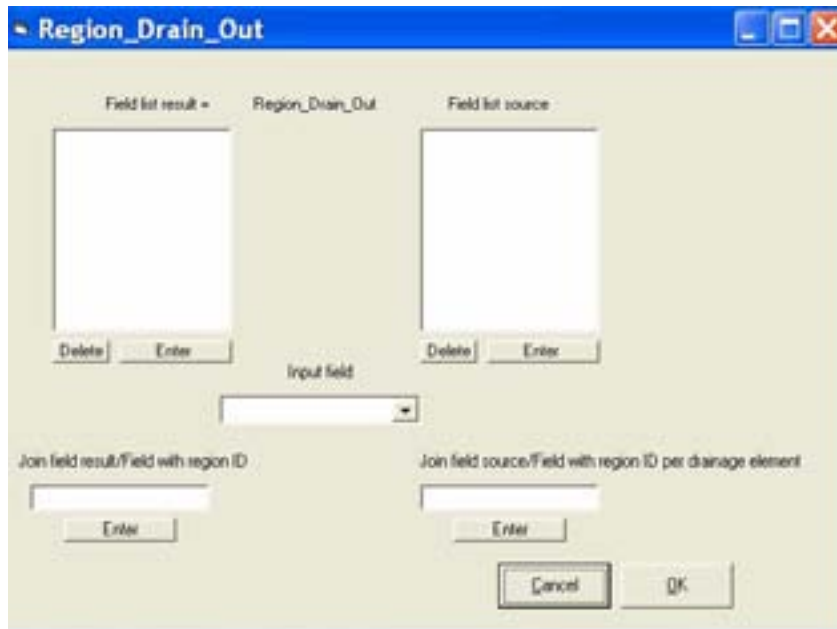 Region_Drain_Out
Field list result = Region_Drain_Out Field list source
Delete Enter Delete Enter
Input field
Join field result/Field with region ID Join field source/Field with region ID per drainage element
Enter Enter
Cancel OK